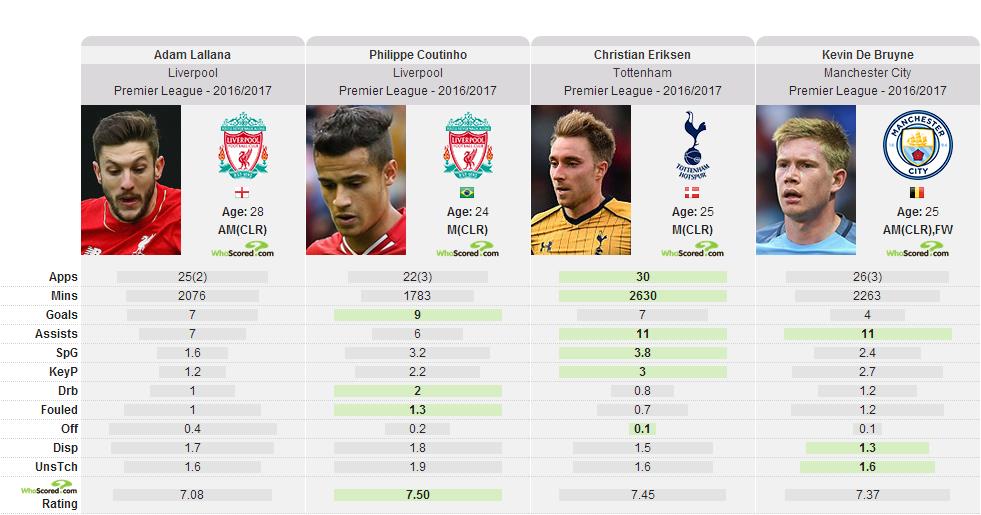 Adam Lallana Philippe Coutinho Christian Eriksen Kevin De Bruyne
Liverpool Liverpool Tottenham Manchester City
Premier League - 2016/2017 Premier League - 2016/2017 Premier League - 2016/2017 Premier League - 2016/2017
LIVERPOOL LIVERPOOL TOTTENHAM HOTSPUR MANCHESTER CITY
FOOTBALL CLUB FOOTBALL CLUB
Age: 28 Age: 24 Age: 25 Age: 25
AM(CLR) M(CLR) M(CLR) AM(CLR),FW
WhoScored.com WhoScored.com WhoScored.com WhoScored.com
Apps 25(2) 22(3) 30 26(3)
Mins 2076 1783 2630 2263
Goals 7 9 7 4
Assists 7 6 11 11
SpG 1.6 3.2 3.8 2.4
KeyP 1.2 2.2 3 2.7
Drb 1 2 0.8 1.2
Fouled 1 1.3 0.7 1.2
Off 0.4 0.2 0.1 0.1
Disp 1.7 1.8 1.5 1.3
UnsTch 1.6 1.9 1.6 1.6
WhoScored.com
Rating 7.08 7.50 7.45 7.37